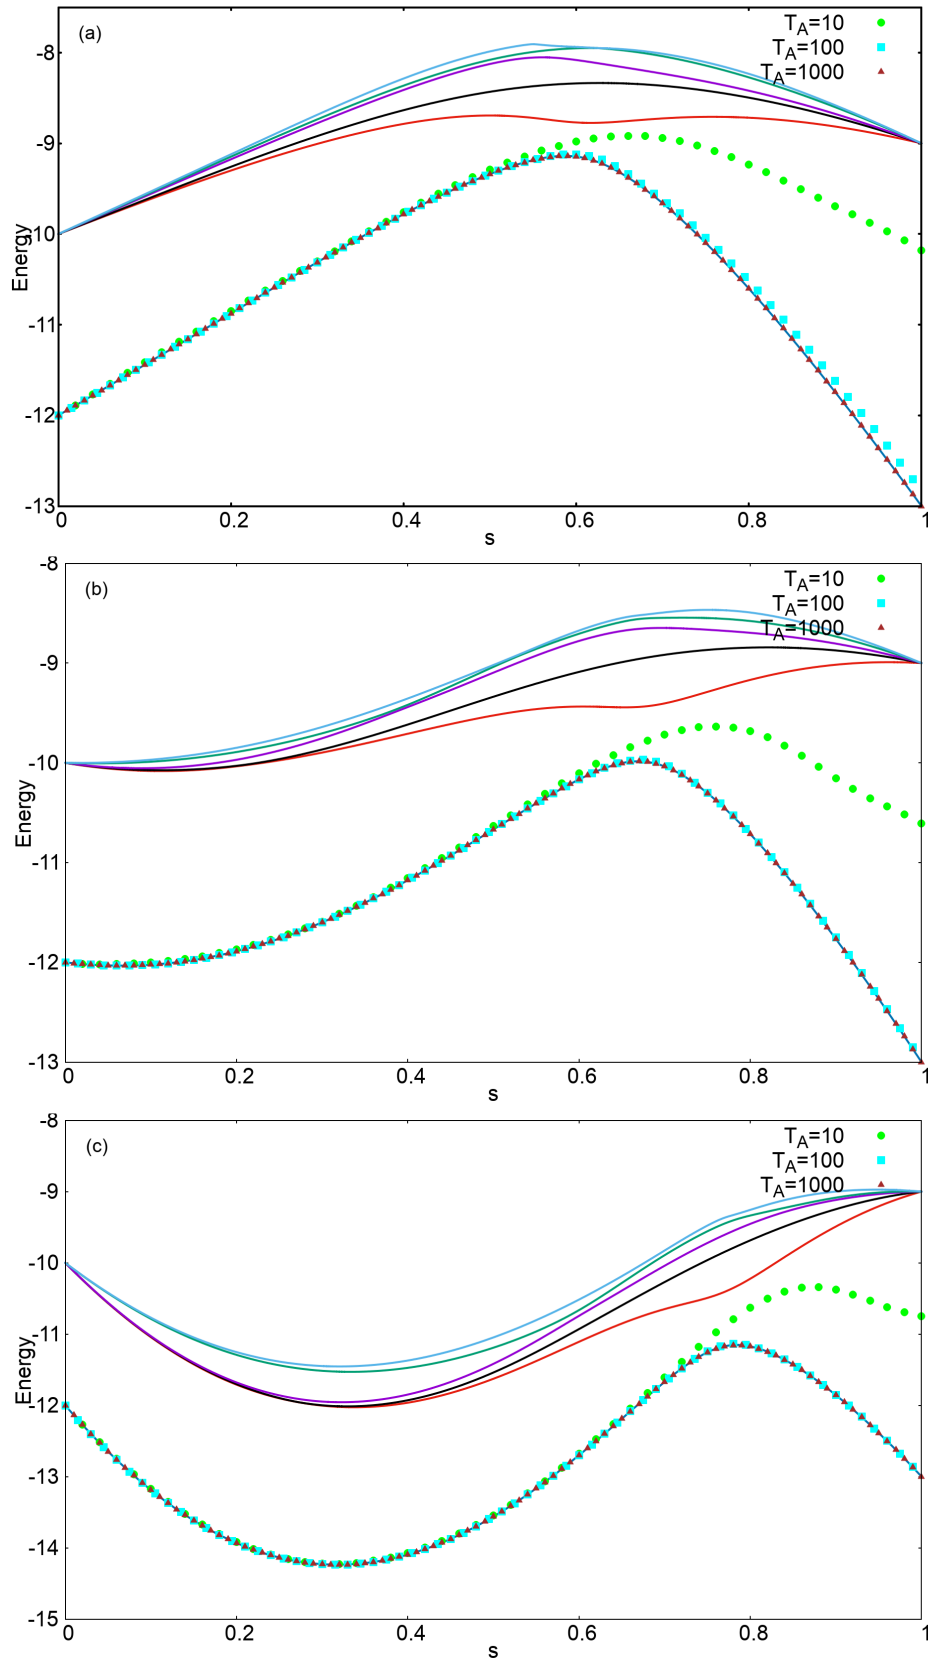 (a)
T_A=10
T_A=100
T_A=1000
-8
-9
-10
-11
-12
-13
Energy
0 0.2 0.4 0.6 0.8 1
s
(b)
T_A=10
T_A=100
T_A=1000
-8
-9
-10
-11
-12
-13
Energy
0 0.2 0.4 0.6 0.8 1
s
(c)
T_A=10
T_A=100
T_A=1000
-8
-9
-10
-11
-12
-13
-14
-15
Energy
0 0.2 0.4 0.6 0.8 1
s